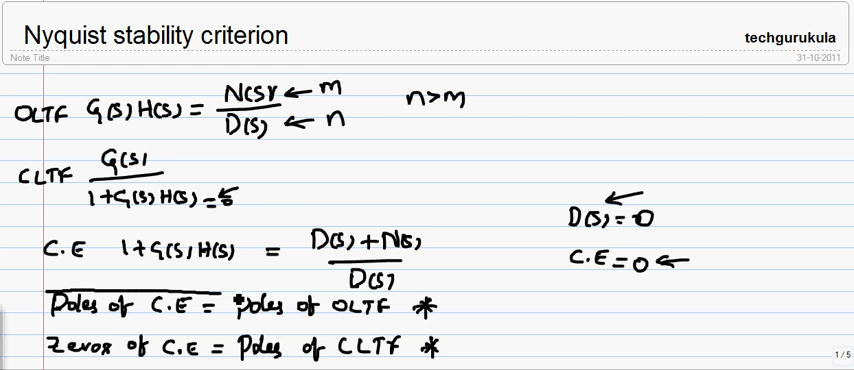 Nyquist stability criterion
techgurukula
Note Title
31-10-2011
OLTF G(s)H(s) = N(s) ← m / D(s) ← n n>m
CLTF G(s) / 1+G(s)H(s) = 0
D(s) = 0
C.E 1+G(s)H(s) = D(s)+N(s) / D(s)
C.E = 0 ←
Poles of C.E = poles of OLTF *
Zeros of C.E = Poles of CLTF *
1 / 5